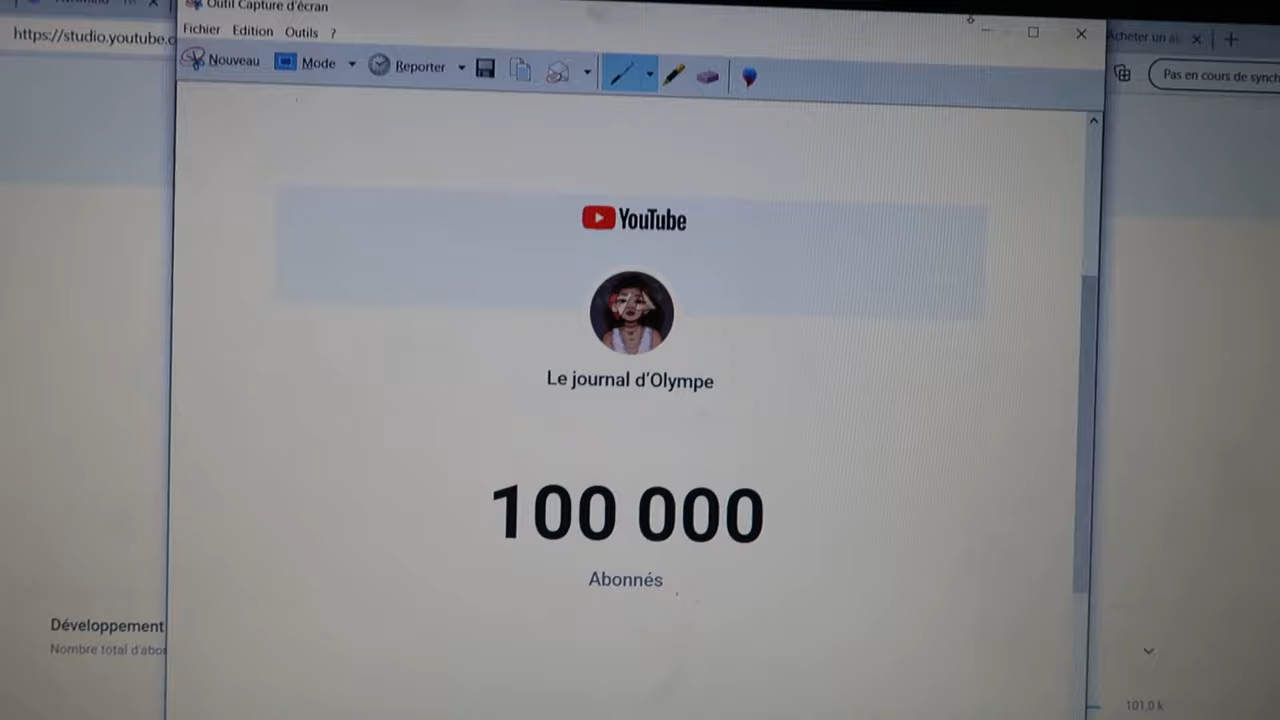 Outil Capture d'écran
https://studio.youtube.c
Fichier Edition Outils ?
Acheter un
Nouveau Mode Reporter
Pas en cours de synch
YouTube
Le journal d'Olympe
100 000
Abonnés
Développement
Nombre total d'abo
101,0 k